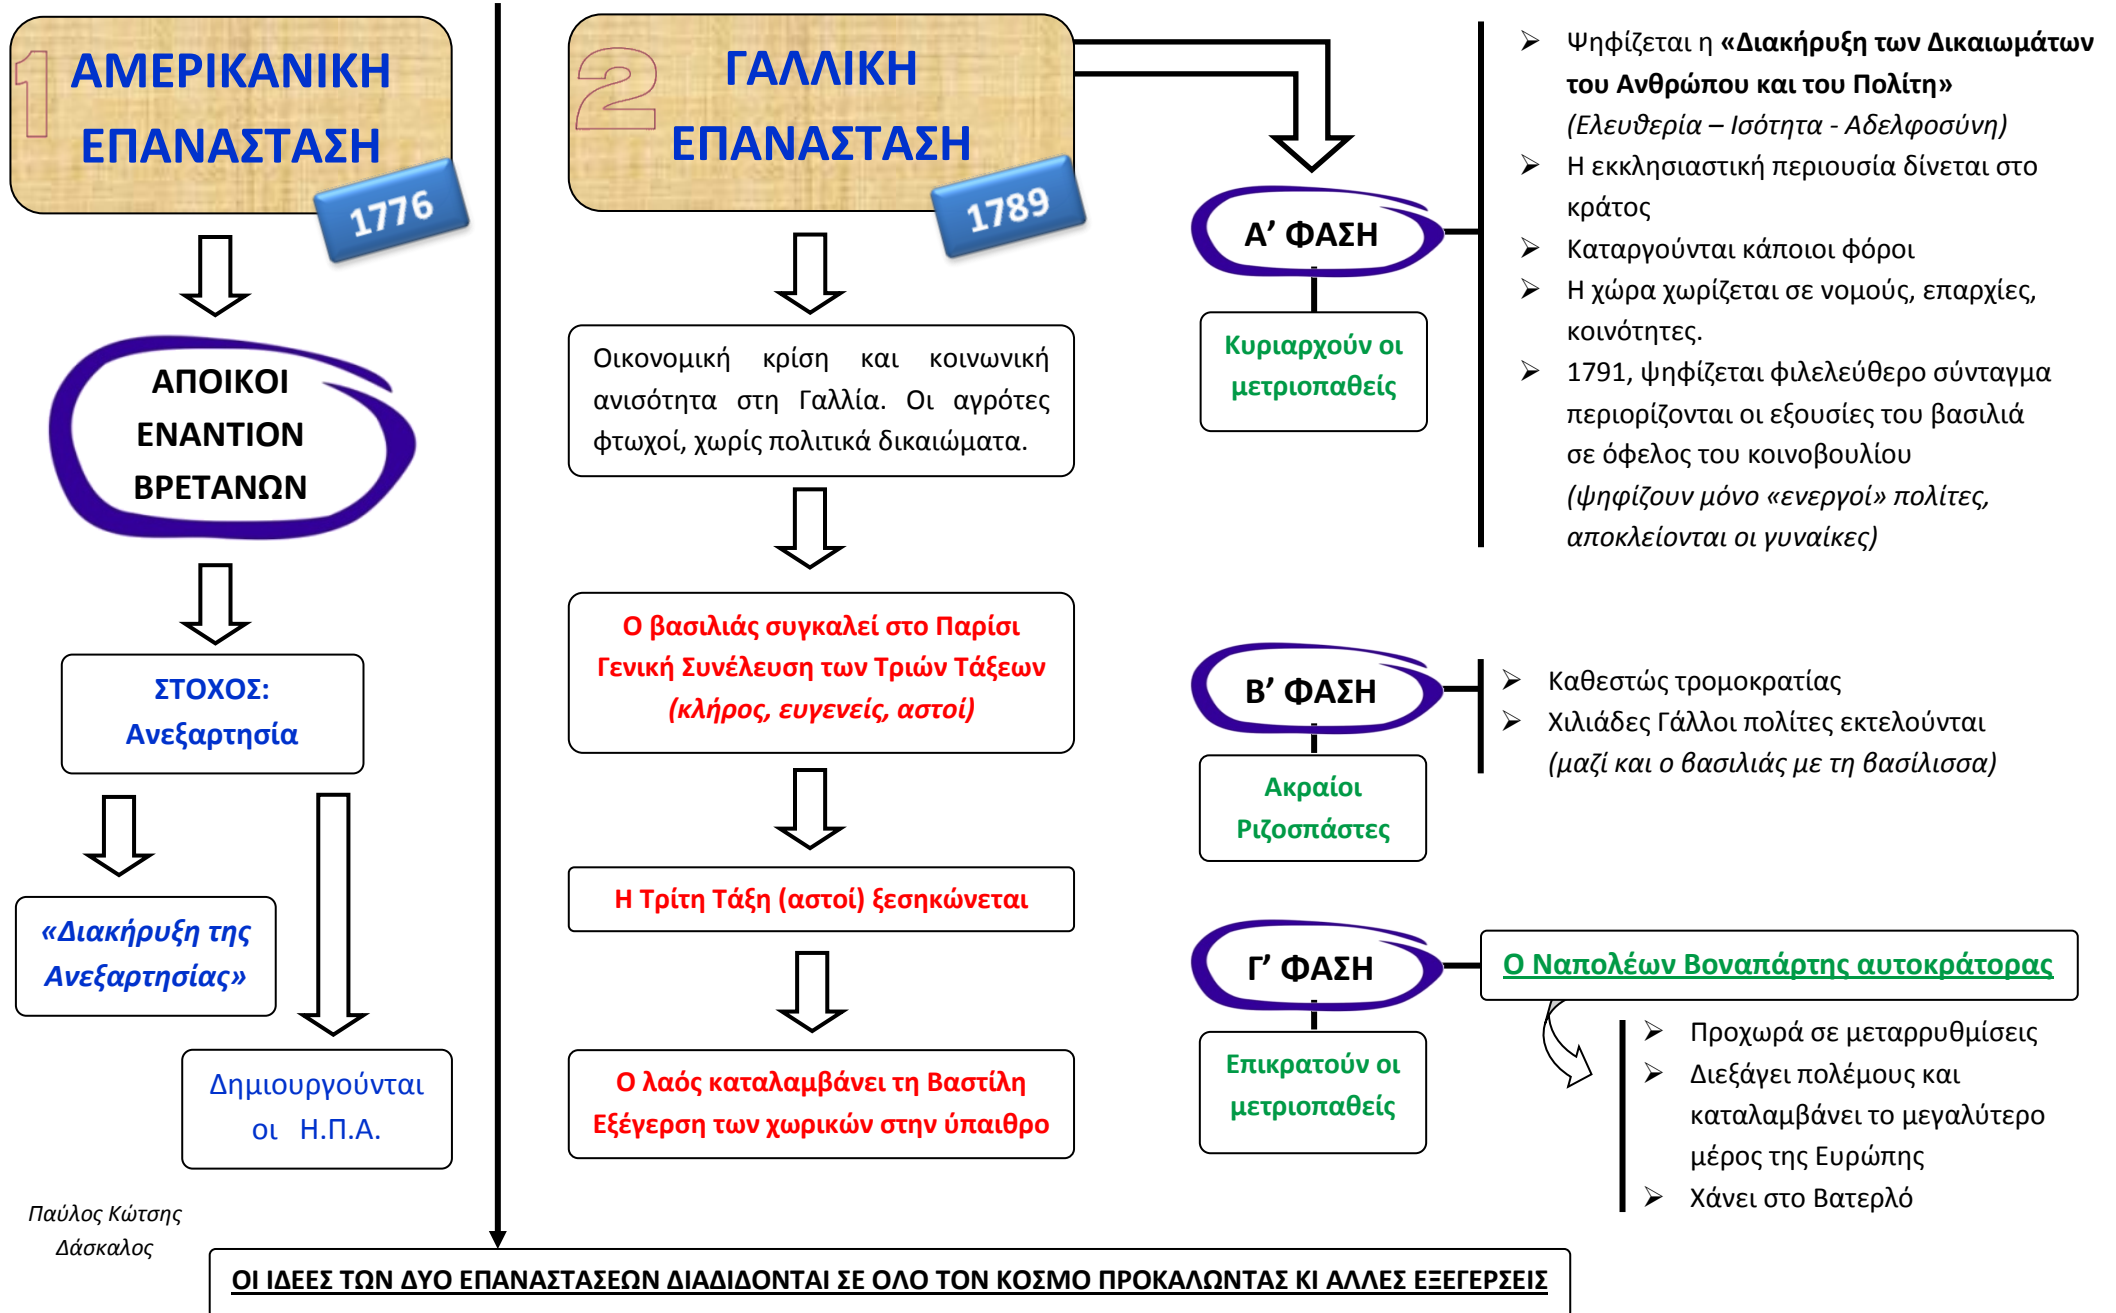 1
ΑΜΕΡΙΚΑΝΙΚΗ
ΕΠΑΝΑΣΤΑΣΗ
1776
ΑΠΟΙΚΟΙ
ΕΝΑΝΤΙΟΝ
ΒΡΕΤΑΝΩΝ
ΣΤΟΧΟΣ:
Ανεξαρτησία
«Διακήρυξη της
Ανεξαρτησίας»
Δημιουργούνται
οι Η.Π.Α.
Παύλος Κώτσης
Δάσκαλος
2
ΓΑΛΛΙΚΗ
ΕΠΑΝΑΣΤΑΣΗ
1789
Οικονομική κρίση και κοινωνική
ανισότητα στη Γαλλία. Οι αγρότες
φτωχοί, χωρίς πολιτικά δικαιώματα.
Ο βασιλιάς συγκαλεί στο Παρίσι
Γενική Συνέλευση των Τριών Τάξεων
(κλήρος, ευγενείς, αστοί)
Η Τρίτη Τάξη (αστοί) ξεσηκώνεται
Ο λαός καταλαμβάνει τη Βαστίλη
Εξέγερση των χωρικών στην ύπαιθρο
Α’ ΦΑΣΗ
Κυριαρχούν οι
μετριοπαθείς
➢ Ψηφίζεται η «Διακήρυξη των Δικαιωμάτων
του Ανθρώπου και του Πολίτη»
(Ελευθερία – Ισότητα - Αδελφοσύνη)
➢ Η εκκλησιαστική περιουσία δίνεται στο
κράτος
➢ Καταργούνται κάποιοι φόροι
➢ Η χώρα χωρίζεται σε νομούς, επαρχίες,
κοινότητες.
➢ 1791, ψηφίζεται φιλελεύθερο σύνταγμα
περιορίζονται οι εξουσίες του βασιλιά
σε όφελος του κοινοβουλίου
(ψηφίζουν μόνο «ενεργοί» πολίτες,
αποκλείονται οι γυναίκες)
Β’ ΦΑΣΗ
Ακραίοι
Ριζοσπάστες
➢ Καθεστώς τρομοκρατίας
➢ Χιλιάδες Γάλλοι πολίτες εκτελούνται
(μαζί και ο βασιλιάς με τη βασίλισσα)
Γ’ ΦΑΣΗ
Επικρατούν οι
μετριοπαθείς
Ο Ναπολέων Βοναπάρτης αυτοκράτορας
➢ Προχωρά σε μεταρρυθμίσεις
➢ Διεξάγει πολέμους και
καταλαμβάνει το μεγαλύτερο
μέρος της Ευρώπης
➢ Χάνει στο Βατερλό
ΟΙ ΙΔΕΕΣ ΤΩΝ ΔΥΟ ΕΠΑΝΑΣΤΑΣΕΩΝ ΔΙΑΔΙΔΟΝΤΑΙ ΣΕ ΟΛΟ ΤΟΝ ΚΟΣΜΟ ΠΡΟΚΑΛΩΝΤΑΣ ΚΙ ΑΛΛΕΣ ΕΞΕΓΕΡΣΕΙΣ